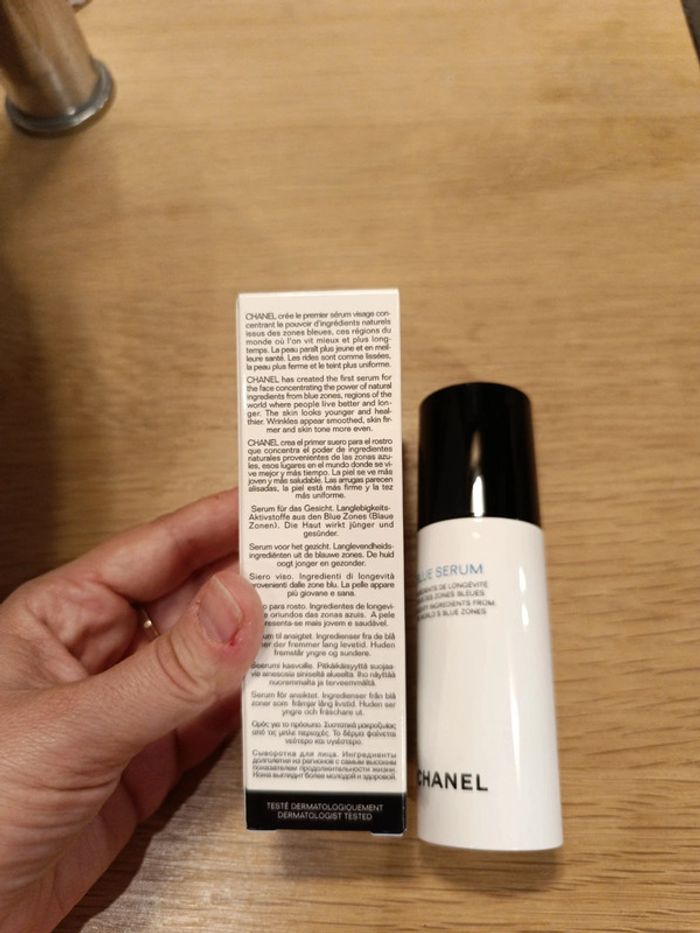 CHANEL crée le premier sérum visage con-
centrant le pouvoir d'ingrédients naturels
issus des zones bleues, ces régions du
monde où l'on vit mieux et plus long-
temps. La peau paraît plus jeune et en meil-
leure santé. Les rides sont comme lissées,
la peau plus ferme et le teint plus uniforme.
CHANEL has created the first serum for
the face concentrating the power of natural
ingredients from blue zones, regions of the
world where people live better and lon-
ger. The skin looks younger and heal-
thier. Wrinkles appear smoothed, skin fir-
mer and skin tone more even.
CHANEL crea el primer suero para el rostro
que concentra el poder de ingredientes
naturales provenientes de las zonas azu-
les, esos lugares en el mundo donde se vi-
ve mejor y más tiempo. La piel se ve más
joven y más saludable. Las arrugas parecen
alisadas, la piel está más firme y la tez
más uniforme.
Serum für das Gesicht. Langlebigkeits-
Aktivstoffe aus den Blue Zones (Blaue
Zonen). Die Haut wirkt jünger und
gesünder.
Serum voor het gezicht. Langlevendheids-
ingrediënten uit de blauwe zones. De huid
oogt jonger en gezonder.
Siero viso. Ingredienti di longevità
provenienti dalle zone blu. La pelle appare
più giovane e sana.
para rosto. Ingredientes de longevi-
oriundos das zonas azuis. A pele
apresenta-se mais jovem e saudável.
til ansigtet. Ingredienser fra de blå
der fremmer lang levetid. Huden
fremstår yngre og sundere.
Seerumi kasvoille. Pitkäikäisyyttä suojaa-
via ainesosia sinisiltä alueilta. Iho näyttää
nuoremmalta ja terveemmältä.
Serum för ansiktet. Ingredienser från blå
zoner som främjar lång livstid. Huden ser
yngre och fräschare ut.
Ορός για το πρόσωπο. Συστατικά μακροζωίας
από τις μπλε περιοχές. Το δέρμα φαίνεται
νεότερο και υγιέστερο.
Сыворотка для лица. Ингредиенты
долголетия из регионов с самым высоким
показателем продолжительности жизни.
Кожа выглядит более молодой и здоровой.
TESTÉ DERMATOLOGIQUEMENT
DERMATOLOGIST TESTED
BLUE SERUM
INGRÉDIENTS DE LONGÉVITÉ
DES ZONES BLEUES
INGREDIENTS FROM
WORLD'S BLUE ZONES
CHANEL